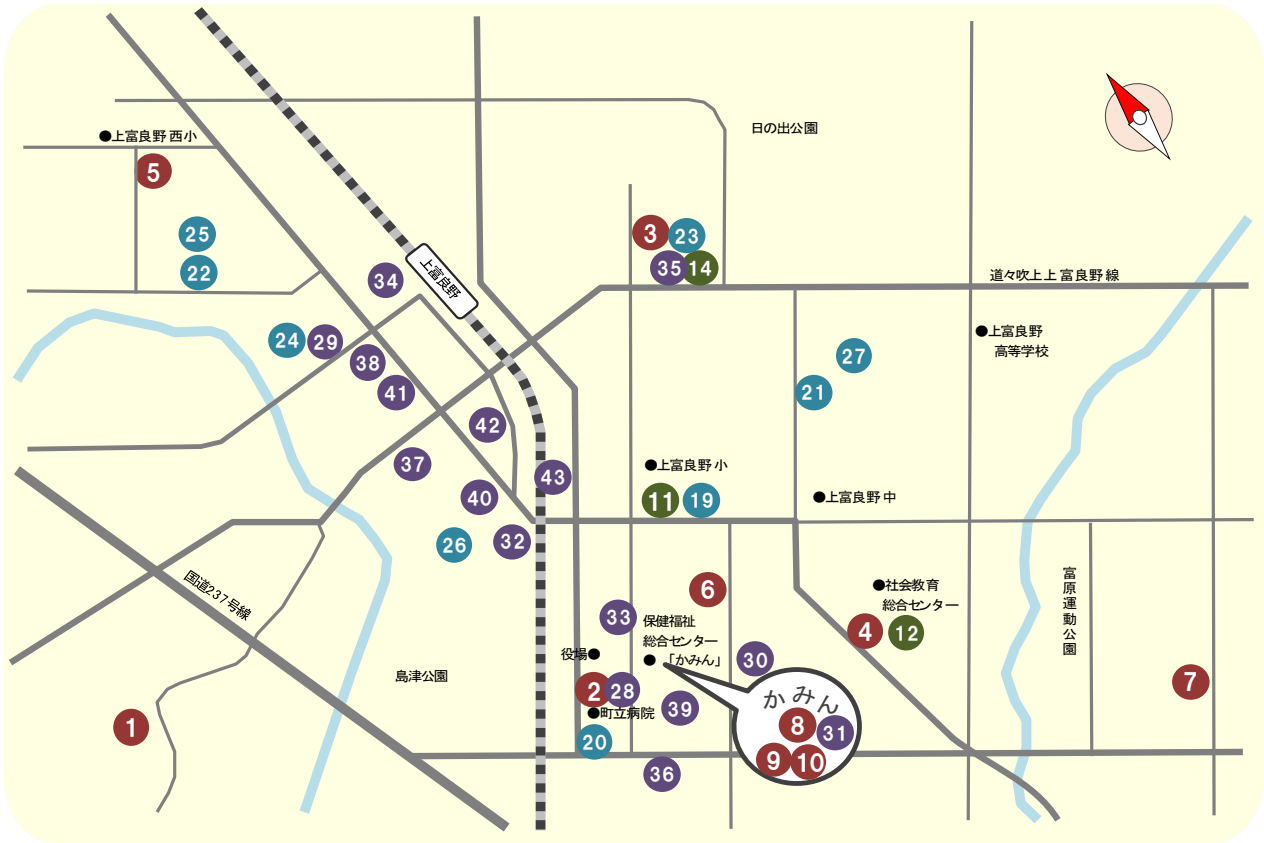 日の出公園
上富良野西小
5
25
3
23
上富良野
35
14
22
34
道々吹上上富良野線
上富良野
高等学校
24
29
27
38
21
41
42
37
上富良野小
43
40
11
19
上富良野中
32
26
富原運動公園
国道237号線
社会教育
総合センター
6
33
保健福祉
総合センター
4
12
役場
「かみん」
30
島津公園
7
2
28
かみん
39
町立病院
1
8
31
20
9
10
36